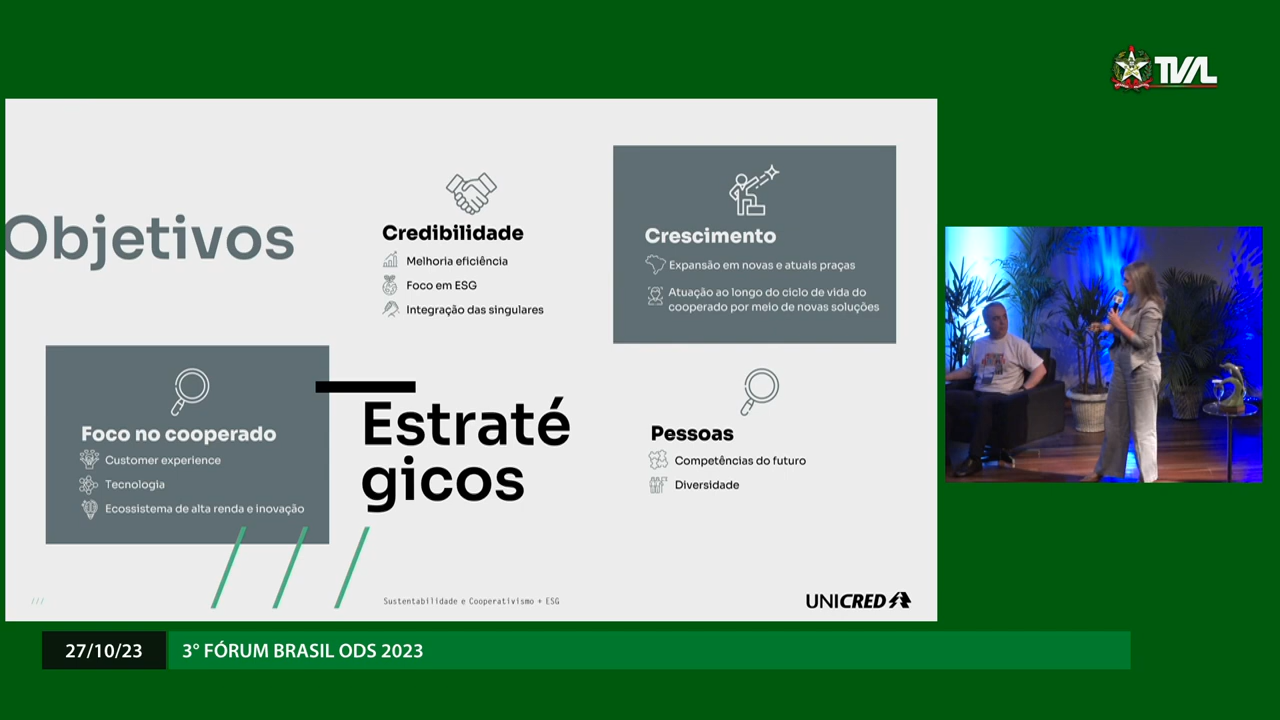 TVAL
Objetivos
Credibilidade
Melhoria eficiência
Foco em ESG
Integração das singulares
Crescimento
Expansão em novas e atuais praças
Atuação ao longo do ciclo de vida do
cooperado por meio de novas soluções
Foco no cooperado
Customer experience
Tecnologia
Ecossistema de alta renda e inovação
Estraté
gicos
Pessoas
Competências do futuro
Diversidade
///
Sustentabilidade e Cooperativismo + ESG
UNICRED
27/10/23
3° FÓRUM BRASIL ODS 2023